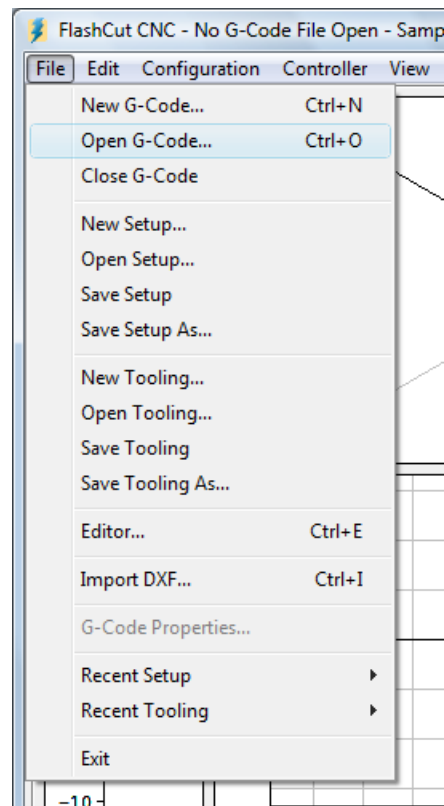 FlashCut CNC - No G-Code File Open - Samp
File Edit Configuration Controller View
New G-Code... Ctrl+N
Open G-Code... Ctrl+O
Close G-Code
New Setup...
Open Setup...
Save Setup
Save Setup As...
New Tooling...
Open Tooling...
Save Tooling
Save Tooling As...
Editor... Ctrl+E
Import DXF... Ctrl+I
G-Code Properties...
Recent Setup
Recent Tooling
Exit
-10